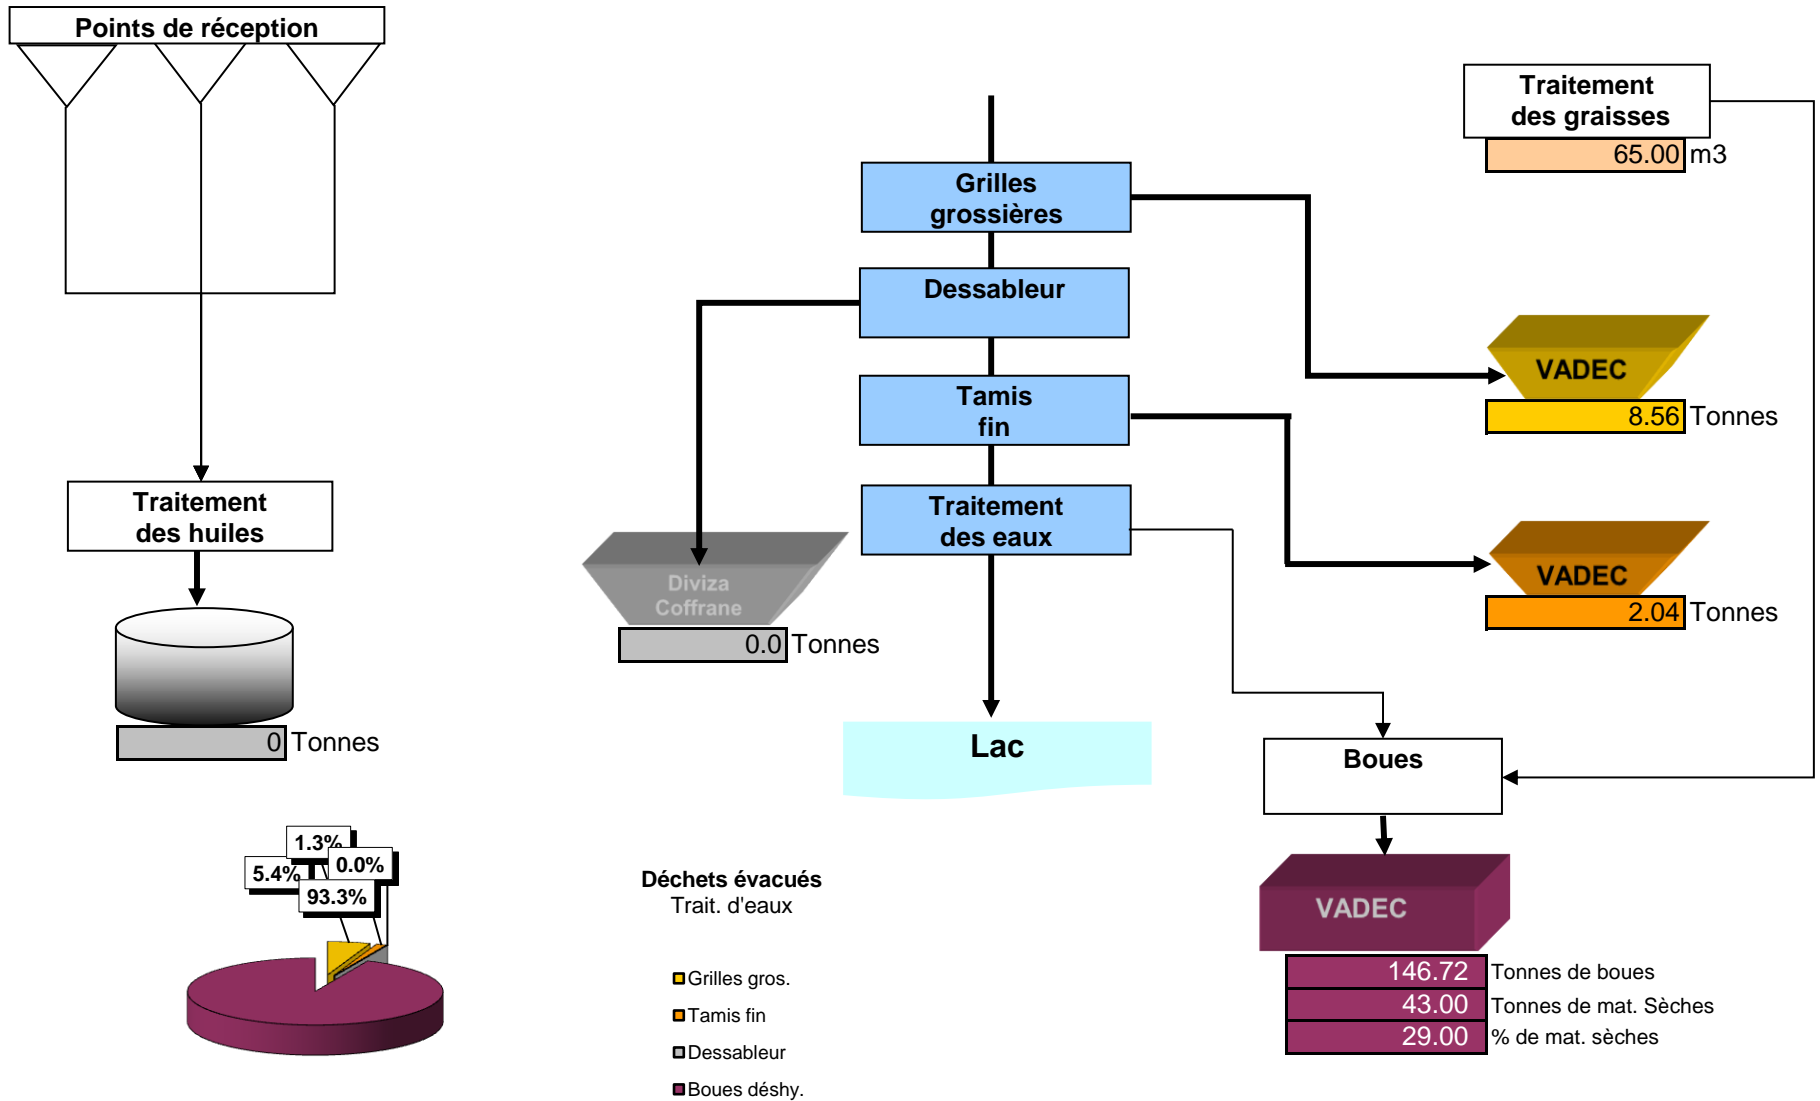 Points de réception
Traitement
des graisses
65.00 m3
Grilles
grossières
Dessableur
VADEC
8.56 Tonnes
Tamis
fin
Traitement
des huiles
Traitement
des eaux
Diviza
Coffrane
0.0 Tonnes
VADEC
2.04 Tonnes
0 Tonnes
Lac
Boues
1.3%
0.0%
5.4%
93.3%
Déchets évacués
Trait. d'eaux
Grilles gros.
Tamis fin
Dessableur
Boues déshy.
VADEC
146.72 Tonnes de boues
43.00 Tonnes de mat. Sèches
29.00 % de mat. sèches